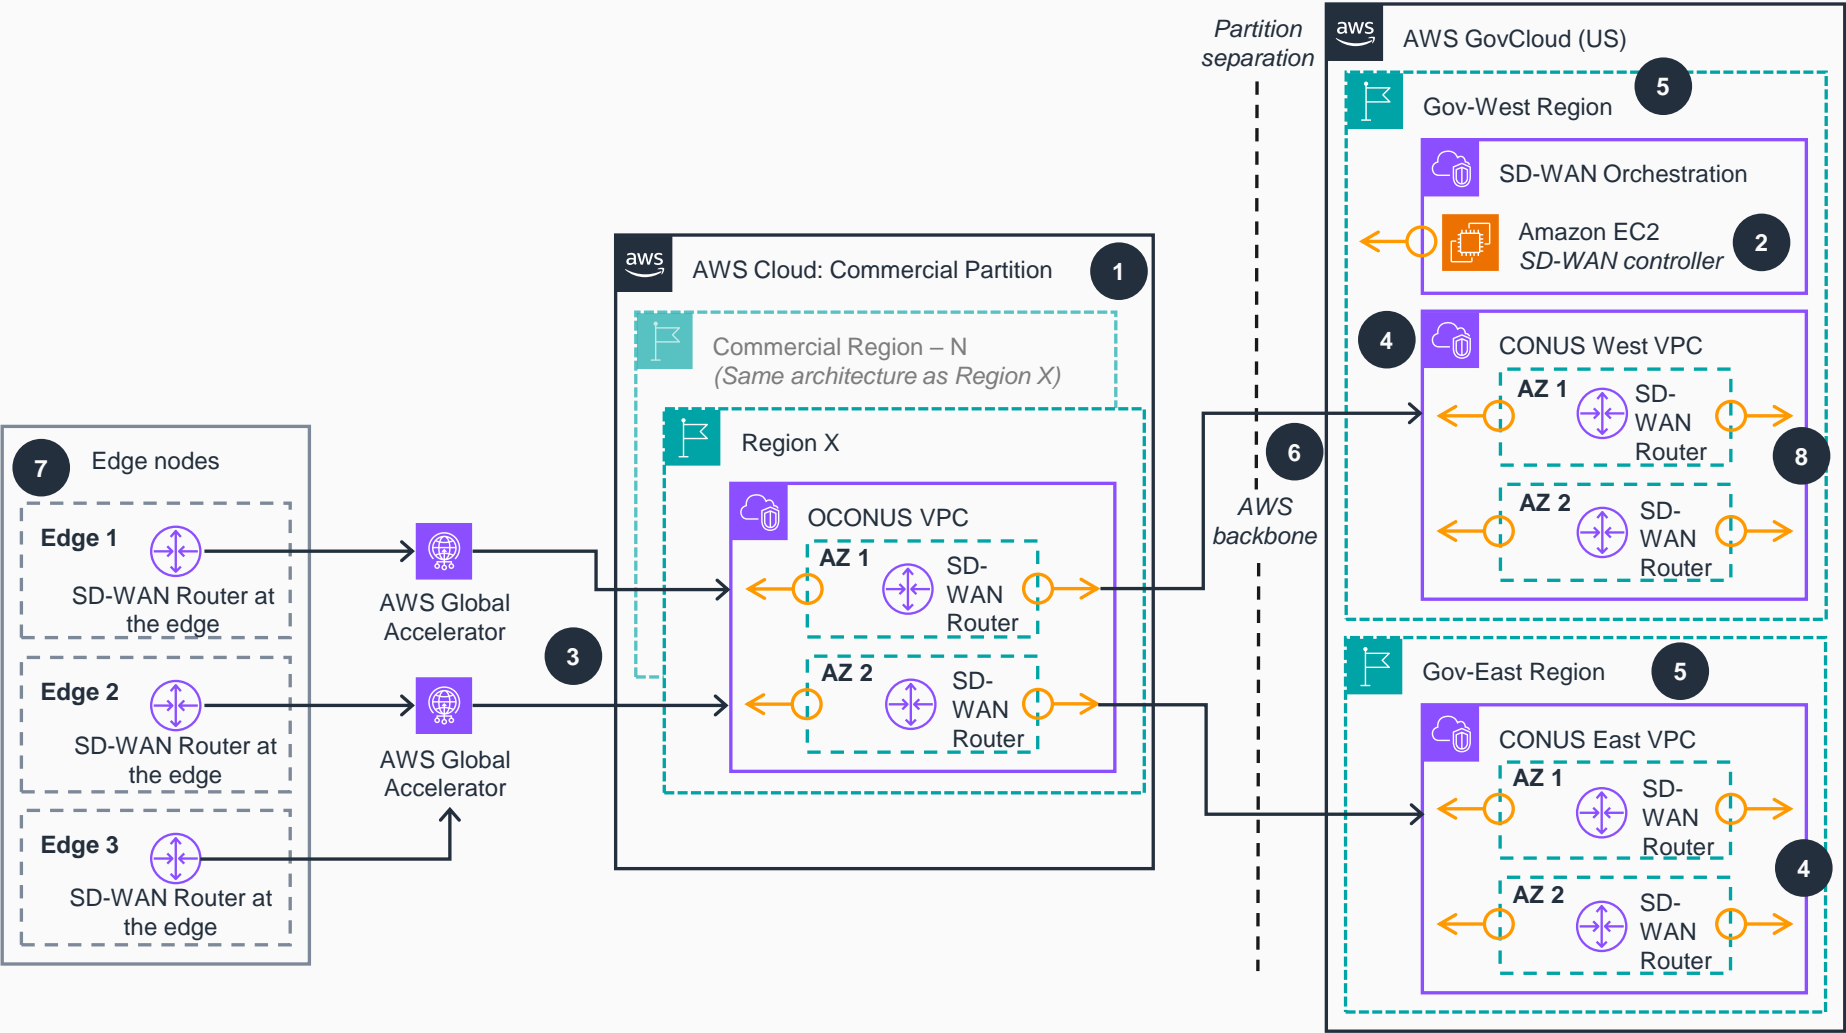 Partition
separation
aws
AWS GovCloud (US)
5
Gov-West Region
SD-WAN Orchestration
Amazon EC2
SD-WAN controller
2
4
CONUS West VPC
AZ 1
SD-
WAN
Router
8
AZ 2
SD-
WAN
Router
6
AWS
backbone
Gov-East Region
5
CONUS East VPC
AZ 1
SD-
WAN
Router
4
AZ 2
SD-
WAN
Router
aws
AWS Cloud: Commercial Partition
1
Commercial Region – N
(Same architecture as Region X)
Region X
OCONUS VPC
AZ 1
SD-
WAN
Router
AZ 2
SD-
WAN
Router
7
Edge nodes
Edge 1
SD-WAN Router at
the edge
Edge 2
SD-WAN Router at
the edge
Edge 3
SD-WAN Router at
the edge
AWS Global
Accelerator
3
AWS Global
Accelerator